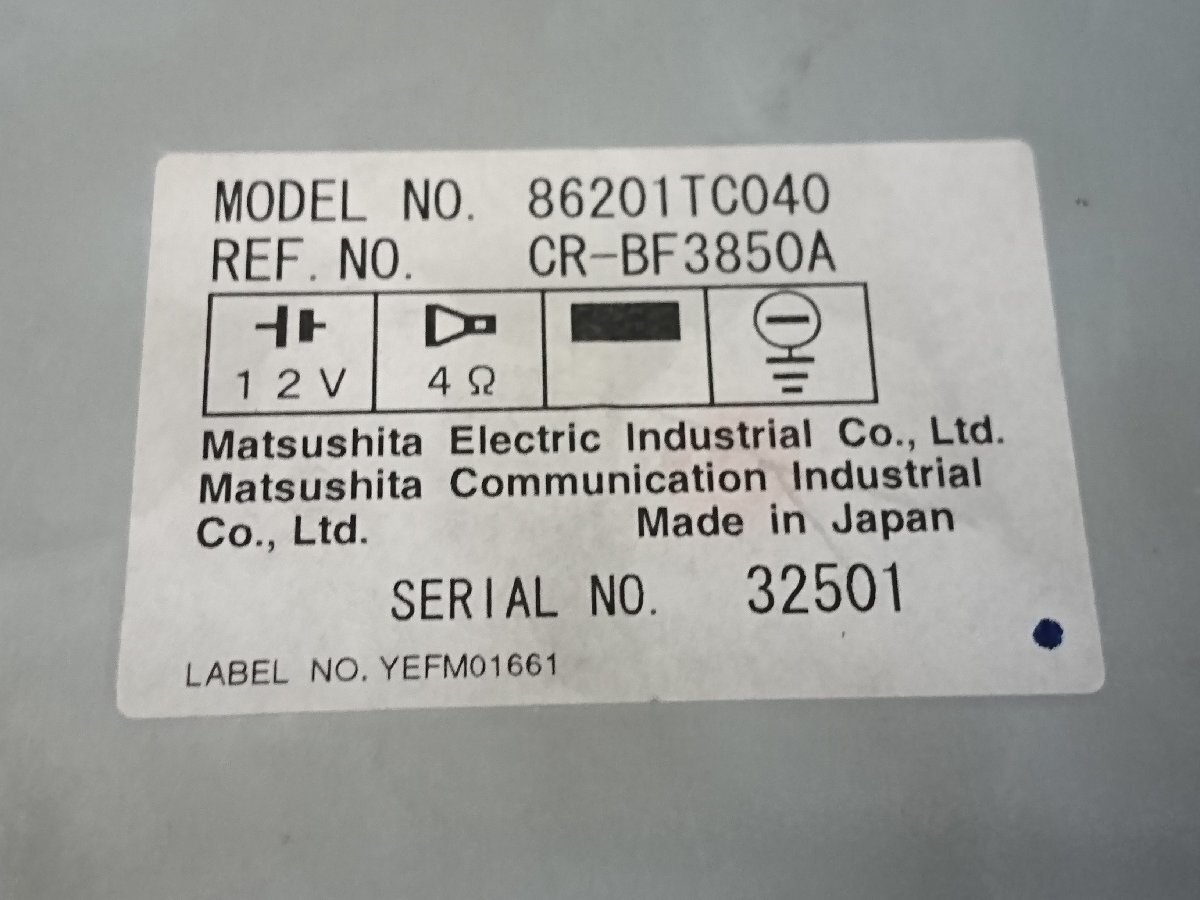 MODEL NO. 86201TC040
REF. NO. CR-BF3850A
12V 4Ω
Matsushita Electric Industrial Co., Ltd.
Matsushita Communication Industrial
Co., Ltd. Made in Japan
SERIAL NO. 32501
LABEL NO. YEFM01661